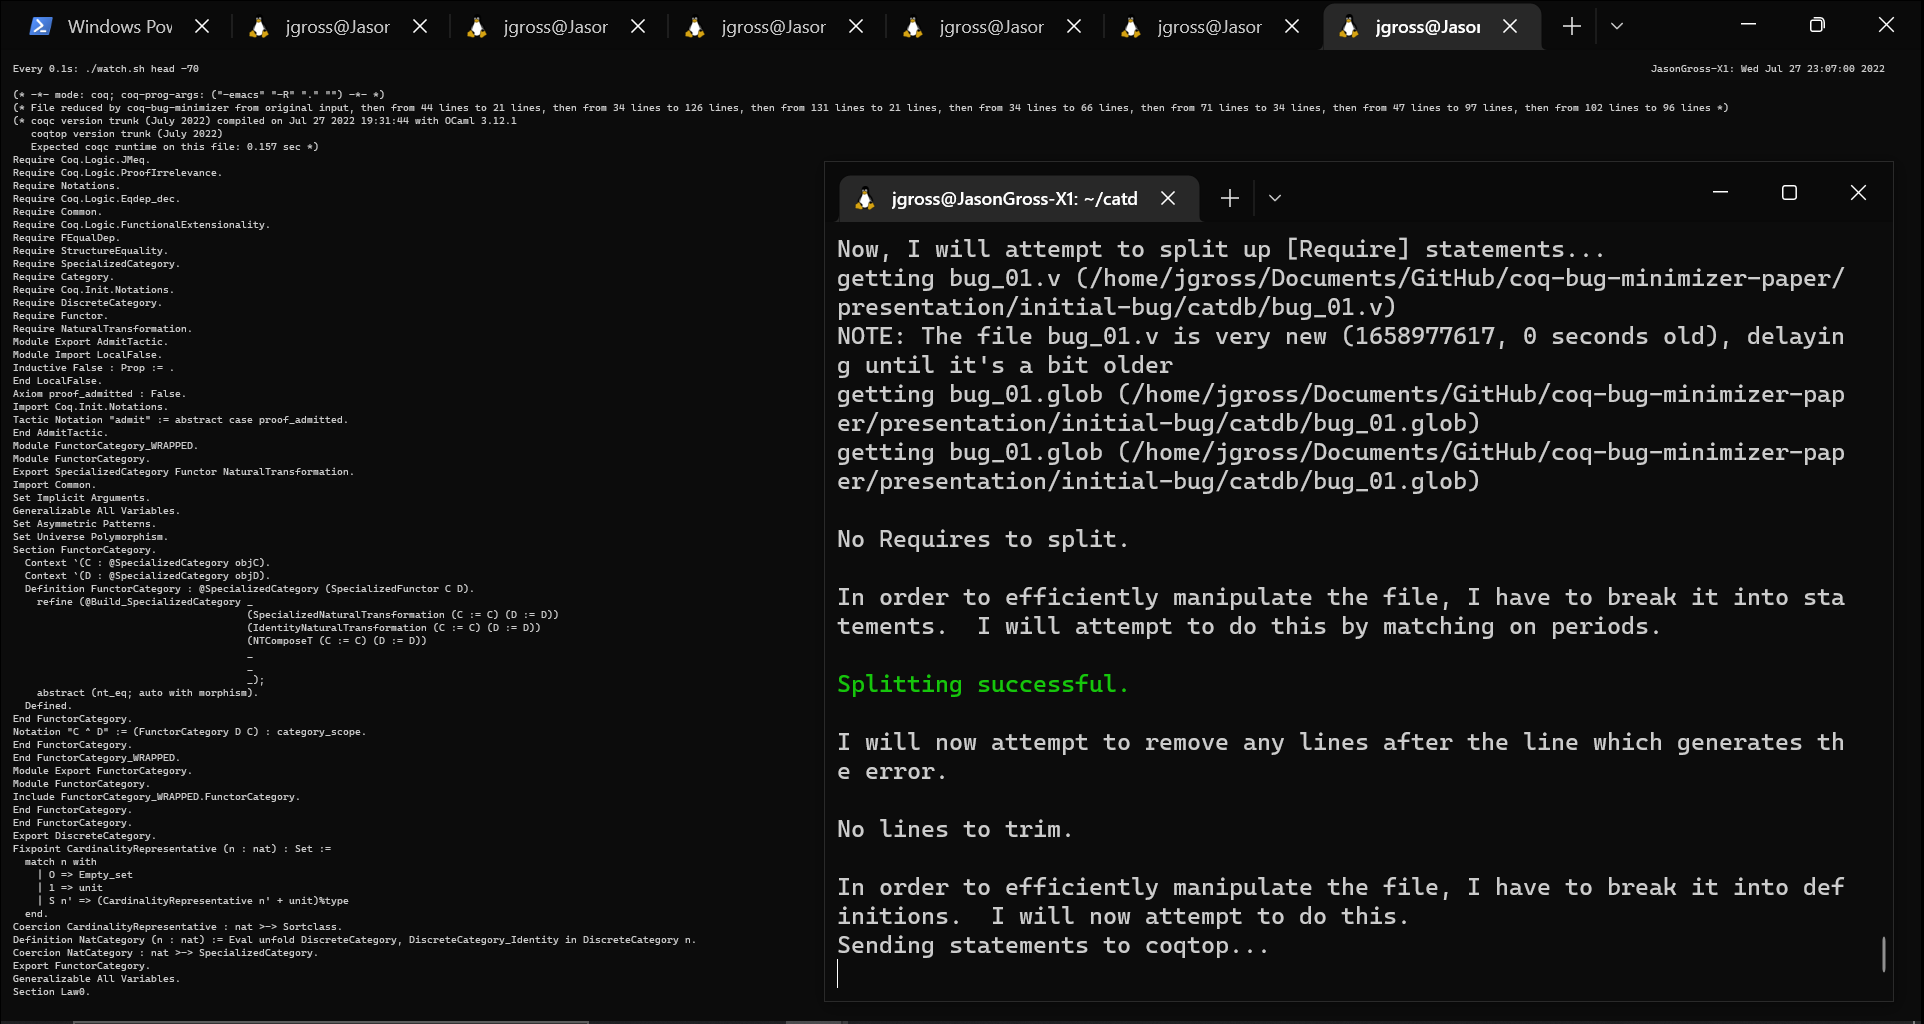 Windows Pow
jgross@Jason
jgross@Jason
jgross@Jason
jgross@Jason
jgross@Jason
jgross@Jason
Every 0.1s: ./watch.sh head -70
JasonGross-X1: Wed Jul 27 23:07:00 2022
(* -*- mode: coq; coq-prog-args: ("-emacs" "-R" "." "") -*- *)
(* File reduced by coq-bug-minimizer from original input, then from 44 lines to 21 lines, then from 34 lines to 126 lines, then from 131 lines to 21 lines, then from 34 lines to 66 lines, then from 71 lines to 34 lines, then from 47 lines to 97 lines, then from 102 lines to 96 lines *)
(* coqc version trunk (July 2022) compiled on Jul 27 2022 19:31:44 with OCaml 3.12.1
coqtop version trunk (July 2022)
Expected coqc runtime on this file: 0.157 sec *)
Require Coq.Logic.JMeq.
Require Coq.Logic.ProofIrrelevance.
Require Notations.
Require Coq.Logic.Eqdep_dec.
Require Common.
Require Coq.Logic.FunctionalExtensionality.
Require FEqualDep.
Require StructureEquality.
Require SpecializedCategory.
Require Category.
Require Coq.Init.Notations.
Require DiscreteCategory.
Require Functor.
Require NaturalTransformation.
Module Export AdmitTactic.
Module Import LocalFalse.
Inductive False : Prop := .
End LocalFalse.
Axiom proof_admitted : False.
Import Coq.Init.Notations.
Tactic Notation "admit" := abstract case proof_admitted.
End AdmitTactic.
Module FunctorCategory_WRAPPED.
Module FunctorCategory.
Export SpecializedCategory Functor NaturalTransformation.
Import Common.
Set Implicit Arguments.
Generalizable All Variables.
Set Asymmetric Patterns.
Set Universe Polymorphism.
Section FunctorCategory.
Context `(C : @SpecializedCategory objC).
Context `(D : @SpecializedCategory objD).
Definition FunctorCategory : @SpecializedCategory (SpecializedFunctor C D).
refine (@Build_SpecializedCategory _
(SpecializedNaturalTransformation (C := C) (D := D))
(IdentityNaturalTransformation (C := C) (D := D))
(NTComposeT (C := C) (D := D))
_
_
_);
abstract (nt_eq; auto with morphism).
Defined.
End FunctorCategory.
Notation "C ^ D" := (FunctorCategory D C) : category_scope.
End FunctorCategory.
End FunctorCategory_WRAPPED.
Module Export FunctorCategory.
Module FunctorCategory.
Include FunctorCategory_WRAPPED.FunctorCategory.
End FunctorCategory.
End FunctorCategory.
Export DiscreteCategory.
Fixpoint CardinalityRepresentative (n : nat) : Set :=
match n with
| O => Empty_set
| 1 => unit
| S n' => (CardinalityRepresentative n' + unit)%type
end.
Coercion CardinalityRepresentative : nat >-> Sortclass.
Definition NatCategory (n : nat) := Eval unfold DiscreteCategory, DiscreteCategory_Identity in DiscreteCategory n.
Coercion NatCategory : nat >-> SpecializedCategory.
Export FunctorCategory.
Generalizable All Variables.
Section Law0.
jgross@JasonGross-X1: ~/catd
Now, I will attempt to split up [Require] statements...
getting bug_01.v (/home/jgross/Documents/GitHub/coq-bug-minimizer-paper/
presentation/initial-bug/catdb/bug_01.v)
NOTE: The file bug_01.v is very new (1658977617, 0 seconds old), delayin
g until it's a bit older
getting bug_01.glob (/home/jgross/Documents/GitHub/coq-bug-minimizer-pap
er/presentation/initial-bug/catdb/bug_01.glob)
getting bug_01.glob (/home/jgross/Documents/GitHub/coq-bug-minimizer-pap
er/presentation/initial-bug/catdb/bug_01.glob)
No Requires to split.
In order to efficiently manipulate the file, I have to break it into sta
tements.  I will attempt to do this by matching on periods.
Splitting successful.
I will now attempt to remove any lines after the line which generates th
e error.
No lines to trim.
In order to efficiently manipulate the file, I have to break it into def
initions.  I will now attempt to do this.
Sending statements to coqtop...